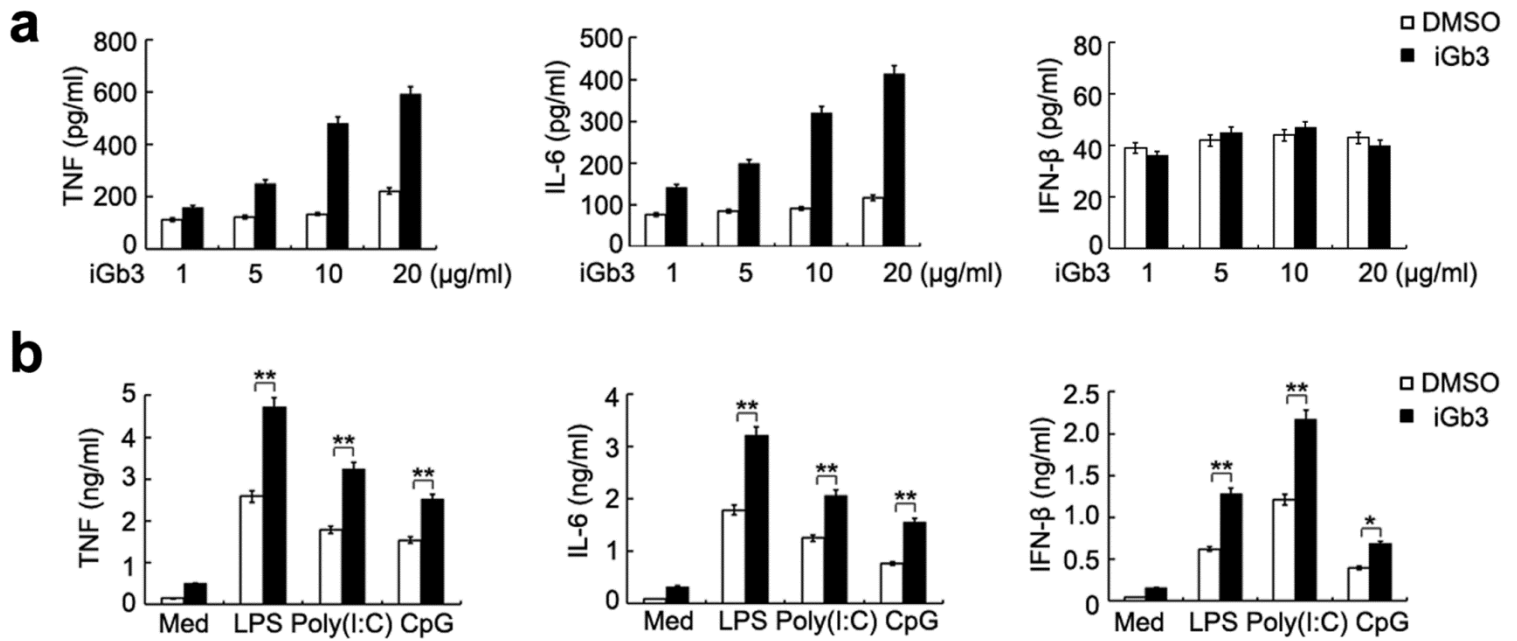 a
DMSO
iGb3
TNF (pg/ml)
800
600
400
200
0
iGb3 1 5 10 20 (μg/ml)
IL-6 (pg/ml)
500
400
300
200
100
0
iGb3 1 5 10 20 (μg/ml)
IFN-β (pg/ml)
80
60
40
20
0
iGb3 1 5 10 20 (μg/ml)
b
DMSO
iGb3
TNF (ng/ml)
5
4
3
2
1
0
** ** **
Med LPS Poly(I:C) CpG
IL-6 (ng/ml)
4
3
2
1
0
** ** **
Med LPS Poly(I:C) CpG
IFN-β (ng/ml)
2.5
2.0
1.5
1.0
0.5
0
** ** *
Med LPS Poly(I:C) CpG